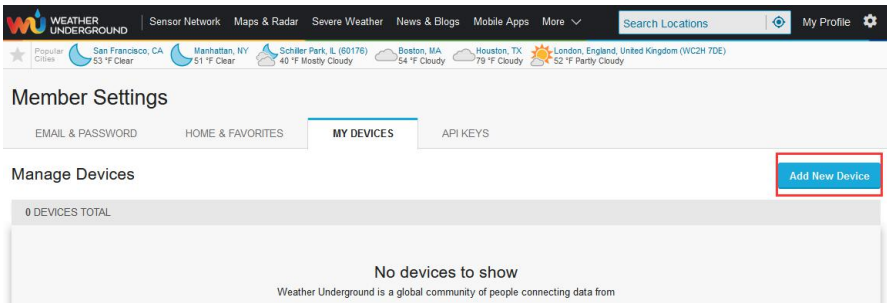 WEATHER UNDERGROUND Sensor Network Maps & Radar Severe Weather News & Blogs Mobile Apps More Search Locations My Profile
Popular Cities San Francisco, CA 53 °F Clear Manhattan, NY 51 °F Clear Schiller Park, IL (60176) 40 °F Mostly Cloudy Boston, MA 54 °F Cloudy Houston, TX 79 °F Cloudy London, England, United Kingdom (WC2H 7DE) 52 °F Partly Cloudy
Member Settings
EMAIL & PASSWORD HOME & FAVORITES MY DEVICES API KEYS
Manage Devices Add New Device
0 DEVICES TOTAL
No devices to show
Weather Underground is a global community of people connecting data from